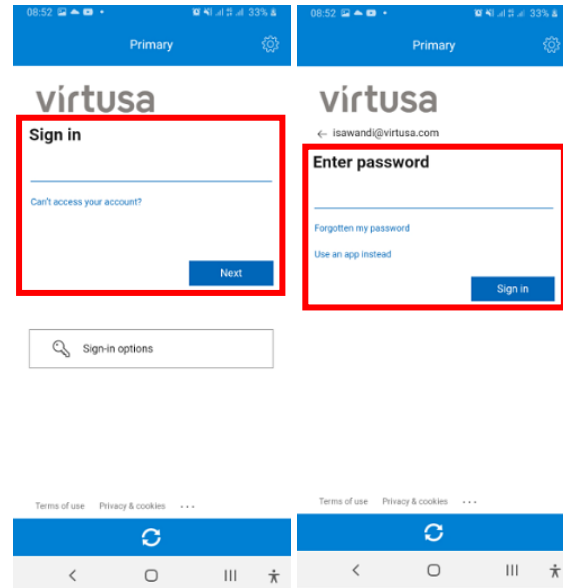 08:52 33%
Primary
virtusa
Sign in
Can't access your account?
Next
Sign-in options
Terms of use Privacy & cookies ...
08:52 33%
Primary
virtusa
← isawandi@virtusa.com
Enter password
Forgotten my password
Use an app instead
Sign in
Terms of use Privacy & cookies ...